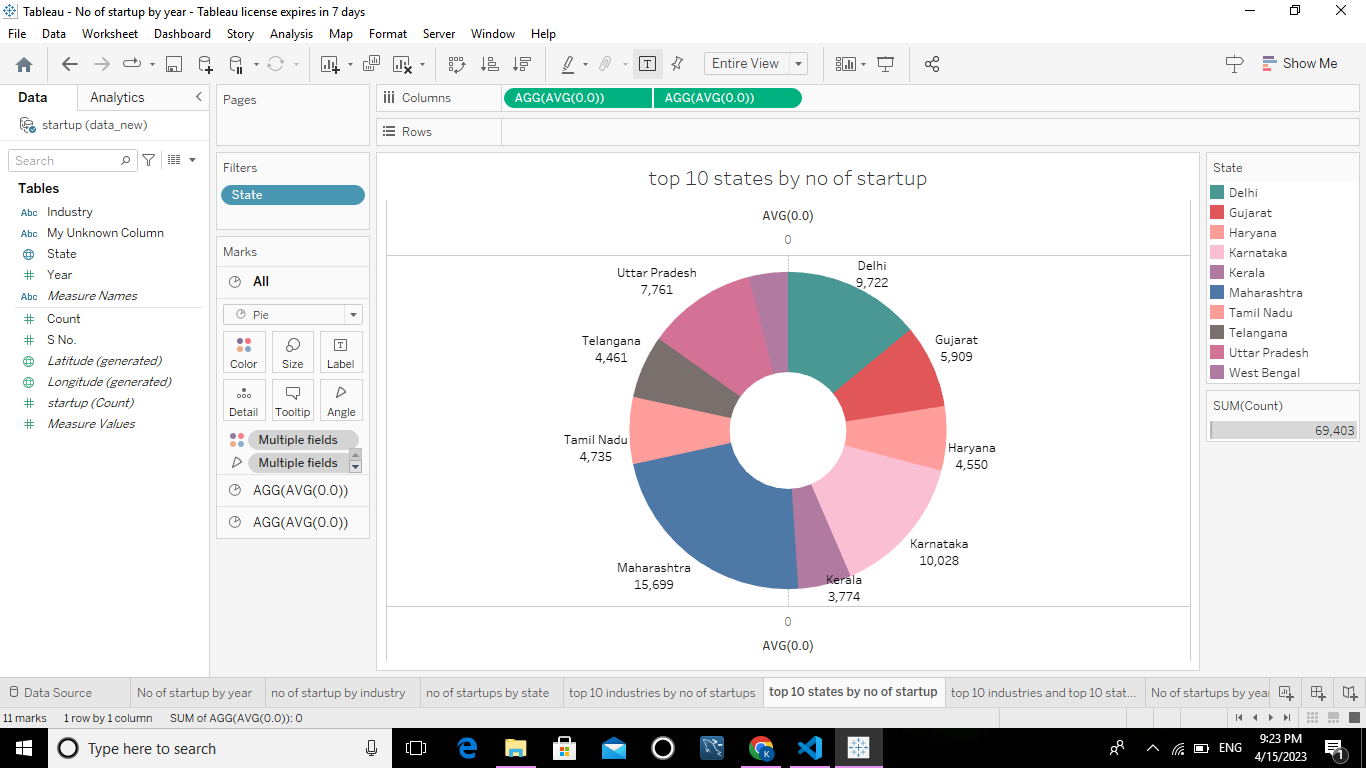 Tableau - No of startup by year - Tableau license expires in 7 days
File Data Worksheet Dashboard Story Analysis Map Format Server Window Help
Entire View
Show Me
Data Analytics
startup (data_new)
Search
Tables
Abc Industry
Abc My Unknown Column
State
Year
Abc Measure Names
Count
S No.
Latitude (generated)
Longitude (generated)
startup (Count)
Measure Values
Pages
Filters
State
Marks
All
Pie
Color Size Label
Detail Tooltip Angle
Multiple fields
Multiple fields
AGG(AVG(0.0))
AGG(AVG(0.0))
Columns AGG(AVG(0.0)) AGG(AVG(0.0))
Rows
top 10 states by no of startup
AVG(0.0)
0
Delhi
9,722
Gujarat
5,909
Haryana
4,550
Karnataka
10,028
Kerala
3,774
Maharashtra
15,699
Tamil Nadu
4,735
Telangana
4,461
Uttar Pradesh
7,761
0
AVG(0.0)
State
Delhi
Gujarat
Haryana
Karnataka
Kerala
Maharashtra
Tamil Nadu
Telangana
Uttar Pradesh
West Bengal
SUM(Count)
69,403
Data Source No of startup by year no of startup by industry no of startups by state top 10 industries by no of startups top 10 states by no of startup top 10 industries and top 10 stat... No of startups by year
11 marks 1 row by 1 column SUM of AGG(AVG(0.0)): 0
Type here to search
K
ENG
9:23 PM
4/15/2023
1